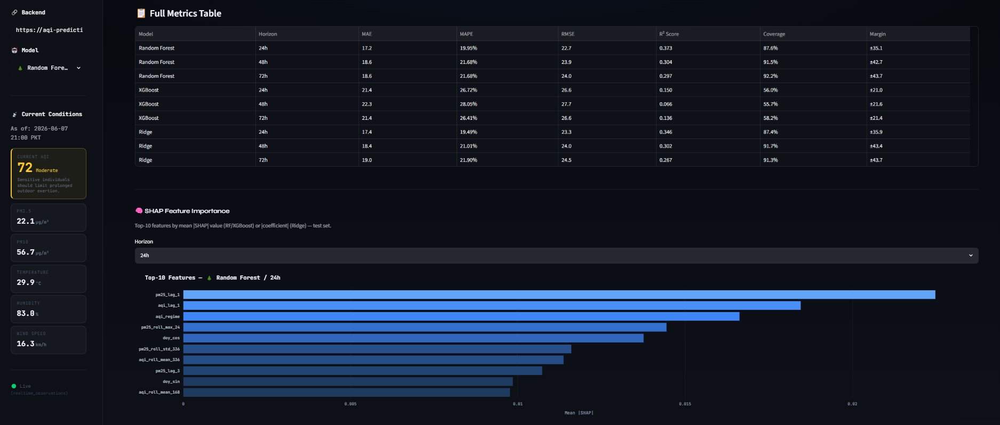 Backend
https://aqi-predicti
Model
Random Fore…
Current Conditions
As of: 2026-06-07
21:00 PKT
CURRENT AQI
72 Moderate
Sensitive individuals
should limit prolonged
outdoor exertion.
PM2.5
22.1 µg/m³
PM10
56.7 µg/m³
TEMPERATURE
29.9 °C
HUMIDITY
83.0 %
WIND SPEED
16.3 km/h
Live
(realtime_observations)
Full Metrics Table
Model Horizon MAE MAPE RMSE R² Score Coverage Margin
Random Forest 24h 17.2 19.95% 22.7 0.373 87.6% ±35.1
Random Forest 48h 18.6 21.68% 23.9 0.304 91.5% ±42.7
Random Forest 72h 18.6 21.68% 24.0 0.297 92.2% ±43.7
XGBoost 24h 21.4 26.72% 26.6 0.150 56.0% ±21.0
XGBoost 48h 22.3 28.05% 27.7 0.066 55.7% ±21.6
XGBoost 72h 21.4 26.41% 26.6 0.136 58.2% ±21.4
Ridge 24h 17.4 19.49% 23.3 0.346 87.4% ±35.9
Ridge 48h 18.4 21.01% 24.0 0.302 91.7% ±43.4
Ridge 72h 19.0 21.90% 24.5 0.267 91.3% ±43.7
SHAP Feature Importance
Top-10 features by mean |SHAP| value (RF/XGBoost) or |coefficient| (Ridge) — test set.
Horizon
24h
Top-10 Features — Random Forest / 24h
pm25_lag_1
aqi_lag_1
aqi_regime
pm25_roll_max_24
doy_cos
pm25_roll_std_336
aqi_roll_mean_336
pm25_lag_3
doy_sin
aqi_roll_mean_168
0 0.005 0.01 0.015 0.02
Mean |SHAP|